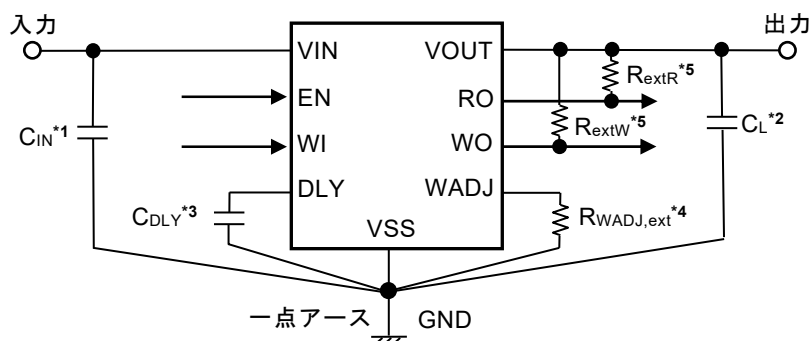 入力
出力
VIN
VOUT
EN
RO
WI
WO
DLY
WADJ
VSS
CIN*1
CDLY*3
RextR*5
RextW*5
CL*2
RWADJ,ext*4
一点アース
GND